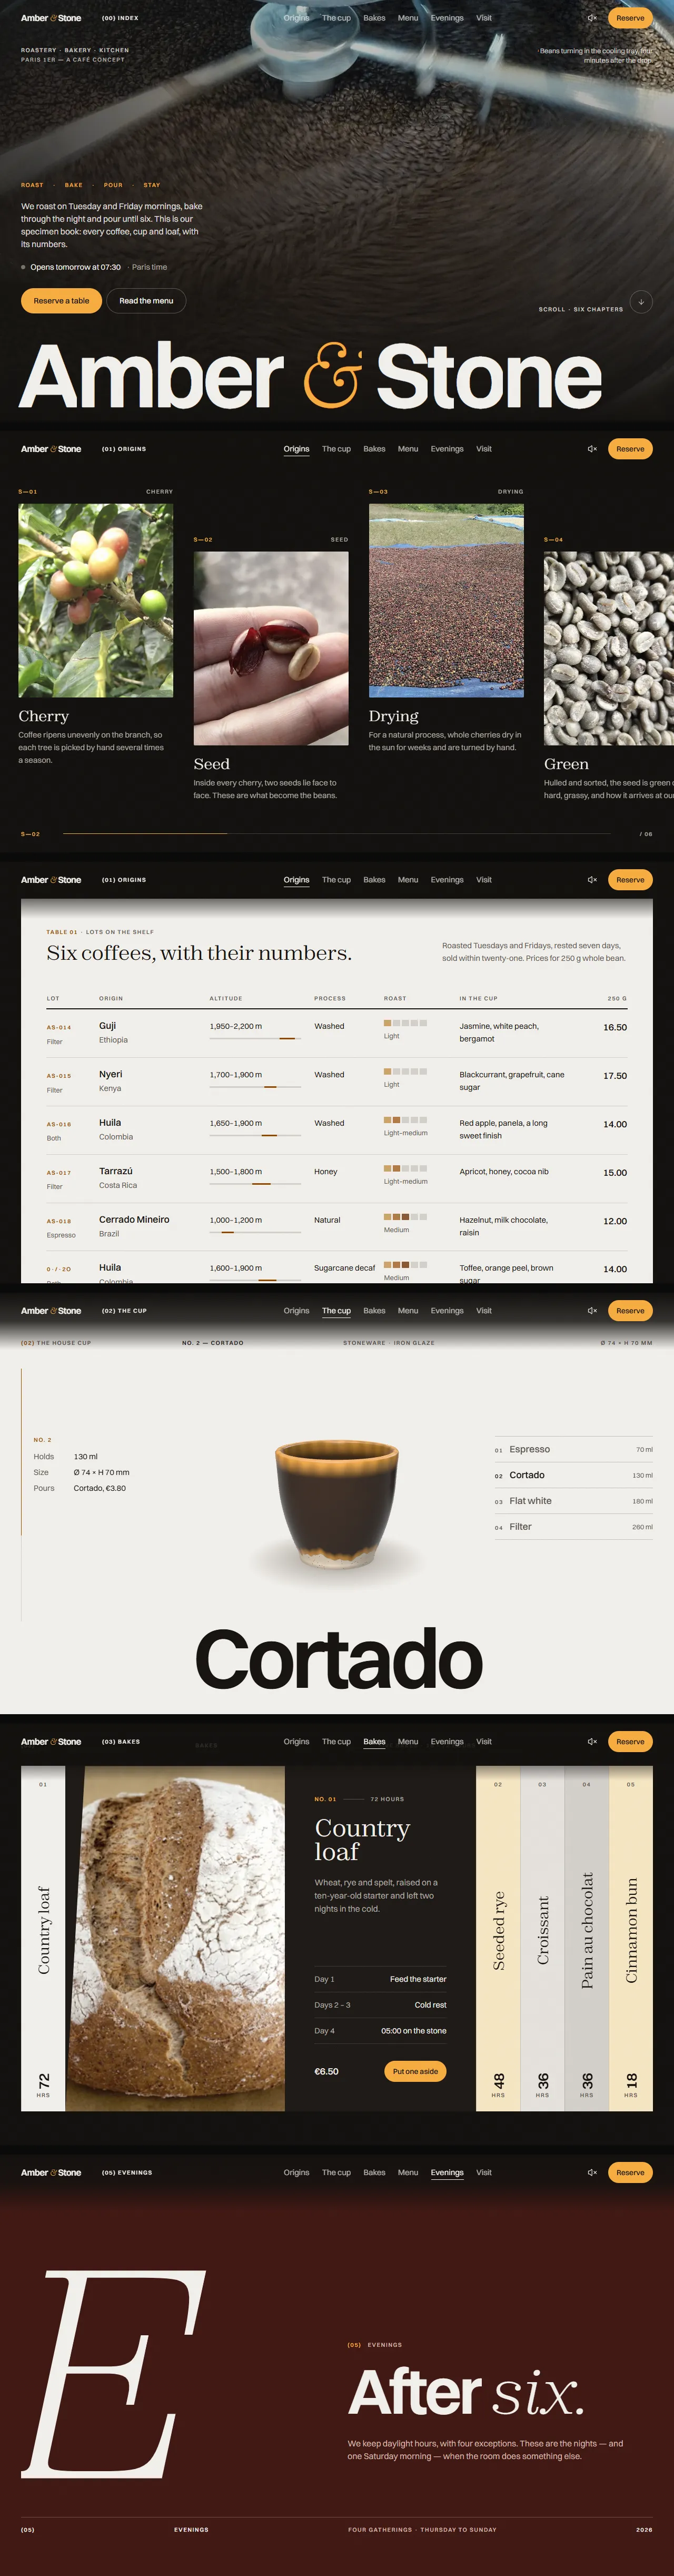 Amber & Stone
(00) INDEX
Origins The cup Bakes Menu Evenings Visit
Reserve
ROASTERY · BAKERY · KITCHEN
PARIS 1ER — A CAFÉ CONCEPT
Beans turning in the cooling tray, four
minutes after the drop.
ROAST · BAKE · POUR · STAY
We roast on Tuesday and Friday mornings, bake
through the night and pour until six. This is our
specimen book: every coffee, cup and loaf, with
its numbers.
Opens tomorrow at 07:30 · Paris time
Reserve a table
Read the menu
SCROLL · SIX CHAPTERS
Amber & Stone
Amber & Stone
(01) ORIGINS
Origins The cup Bakes Menu Evenings Visit
Reserve
S—01 CHERRY
S—02 SEED
S—03 DRYING
S—04
Cherry
Coffee ripens unevenly on the branch, so
each tree is picked by hand several times
a season.
Seed
Inside every cherry, two seeds lie face to
face. These are what become the beans.
Drying
For a natural process, whole cherries dry in
the sun for weeks and are turned by hand.
Green
Hulled and sorted, the seed is green
hard, grassy, and how it arrives at
S—02
/ 06
Amber & Stone
(01) ORIGINS
Origins The cup Bakes Menu Evenings Visit
Reserve
TABLE 01 · LOTS ON THE SHELF
Six coffees, with their numbers.
Roasted Tuesdays and Fridays, rested seven days,
sold within twenty-one. Prices for 250 g whole bean.
LOT ORIGIN ALTITUDE PROCESS ROAST IN THE CUP 250 G
AS-014 Guji 1,950–2,200 m Washed Jasmine, white peach, 16.50
Filter Ethiopia Light bergamot
AS-015 Nyeri 1,700–1,900 m Washed Blackcurrant, grapefruit, cane 17.50
Filter Kenya Light sugar
AS-016 Huila 1,650–1,900 m Washed Red apple, panela, a long 14.00
Both Colombia Light-medium sweet finish
AS-017 Tarrazú 1,500–1,800 m Honey Apricot, honey, cocoa nib 15.00
Filter Costa Rica Light-medium
AS-018 Cerrado Mineiro 1,000–1,200 m Natural Hazelnut, milk chocolate, 12.00
Espresso Brazil Medium raisin
Huila 1,600–1,900 m Sugarcane decaf Toffee, orange peel, brown 14.00
Both Colombia Medium sugar
Amber & Stone
(02) THE CUP
Origins The cup Bakes Menu Evenings Visit
Reserve
(02) THE HOUSE CUP
NO. 2 — CORTADO
STONEWARE · IRON GLAZE
Ø 74 × H 70 MM
NO. 2
Holds 130 ml
Size Ø 74 × H 70 mm
Pours Cortado, €3.80
01 Espresso 70 ml
02 Cortado 130 ml
03 Flat white 180 ml
04 Filter 260 ml
Cortado
Amber & Stone
(03) BAKES
BAKES
Origins The cup Bakes Menu Evenings Visit
Reserve
01
Country loaf
72
HRS
NO. 01 72 HOURS
Country
loaf
Wheat, rye and spelt, raised on a
ten-year-old starter and left two
nights in the cold.
Day 1 Feed the starter
Days 2 – 3 Cold rest
Day 4 05:00 on the stone
€6.50
Put one aside
02
Seeded rye
48
HRS
03
Croissant
36
HRS
04
Pain au chocolat
36
HRS
05
Cinnamon bun
18
HRS
Amber & Stone
(05) EVENINGS
Origins The cup Bakes Menu Evenings Visit
Reserve
E
(05) EVENINGS
After six.
We keep daylight hours, with four exceptions. These are the nights — and
one Saturday morning — when the room does something else.
(05)
EVENINGS
FOUR GATHERINGS · THURSDAY TO SUNDAY
2026